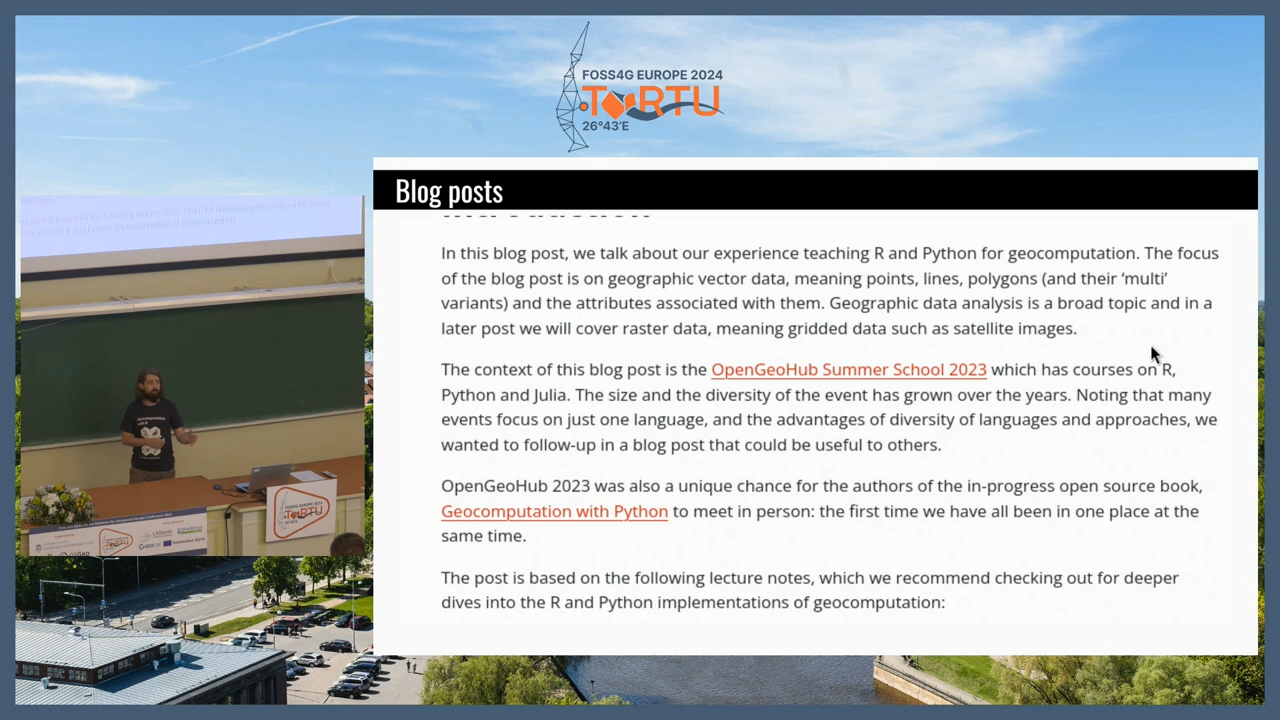 FOSS4G EUROPE 2024
TARTU
26°43'E
Blog posts
In this blog post, we talk about our experience teaching R and Python for geocomputation. The focus
of the blog post is on geographic vector data, meaning points, lines, polygons (and their ‘multi’
variants) and the attributes associated with them. Geographic data analysis is a broad topic and in a
later post we will cover raster data, meaning gridded data such as satellite images.
The context of this blog post is the OpenGeoHub Summer School 2023 which has courses on R,
Python and Julia. The size and the diversity of the event has grown over the years. Noting that many
events focus on just one language, and the advantages of diversity of languages and approaches, we
wanted to follow-up in a blog post that could be useful to others.
OpenGeoHub 2023 was also a unique chance for the authors of the in-progress open source book,
Geocomputation with Python to meet in person: the first time we have all been in one place at the
same time.
The post is based on the following lecture notes, which we recommend checking out for deeper
dives into the R and Python implementations of geocomputation:
Geocomputation
TARTU